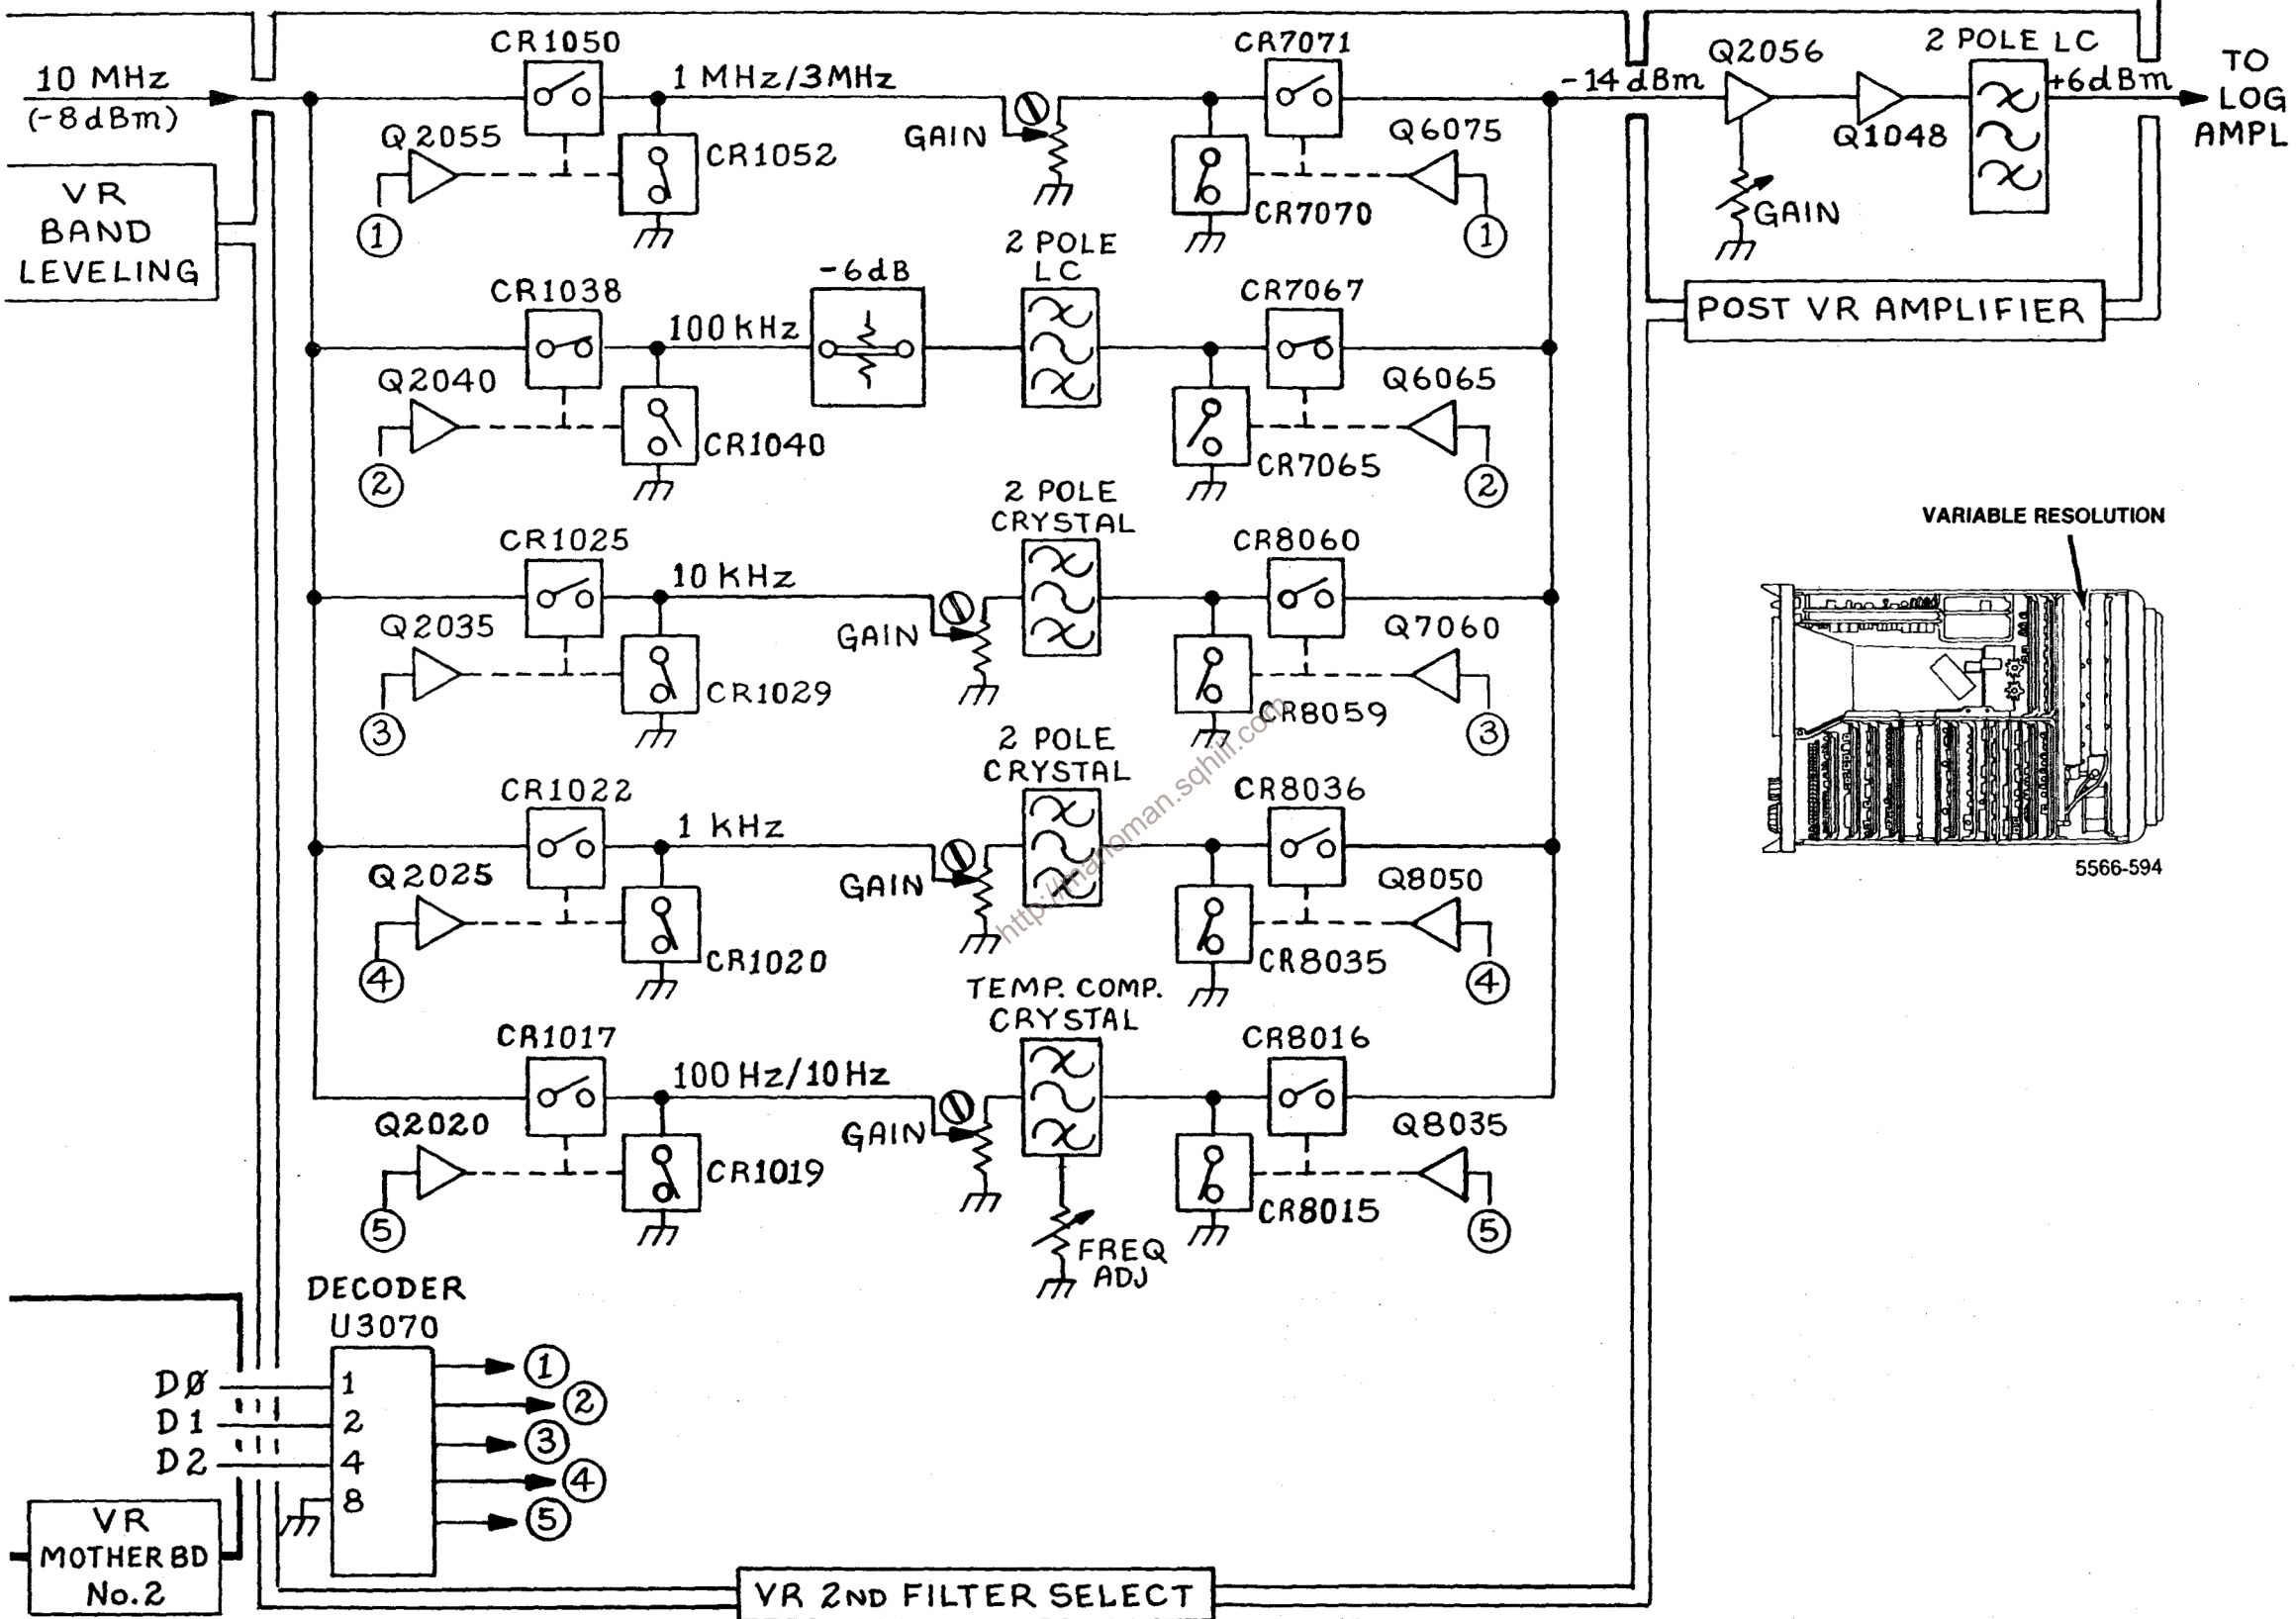 CR1050
CR7071
Q2056
2 POLE LC
10 MHz
(-8dBm)
1 MHz/3MHz
-14 dBm
+6dBm
TO
LOG
AMPL
Q2055
CR1052
GAIN
Q6075
CR7070
Q1048
GAIN
1
1
VR
BAND
LEVELING
POST VR AMPLIFIER
CR1038
100 kHz
-6dB
2 POLE
LC
CR7067
Q2040
CR1040
Q6065
CR7065
2
2
CR1025
10 kHz
2 POLE
CRYSTAL
CR8060
Q2035
CR1029
GAIN
Q7060
CR8059
3
3
VARIABLE RESOLUTION
5566-594
CR1022
1 kHz
2 POLE
CRYSTAL
CR8036
Q2025
CR1020
GAIN
Q8050
CR8035
4
4
http://manoman.sqhill.com
CR1017
100 Hz/10Hz
TEMP. COMP.
CRYSTAL
CR8016
Q2020
CR1019
GAIN
Q8035
CR8015
5
5
FREQ
ADJ
DECODER
U3070
DØ
D1
D2
1
2
4
8
1
2
3
4
5
VR
MOTHER BD
No.2
VR 2ND FILTER SELECT